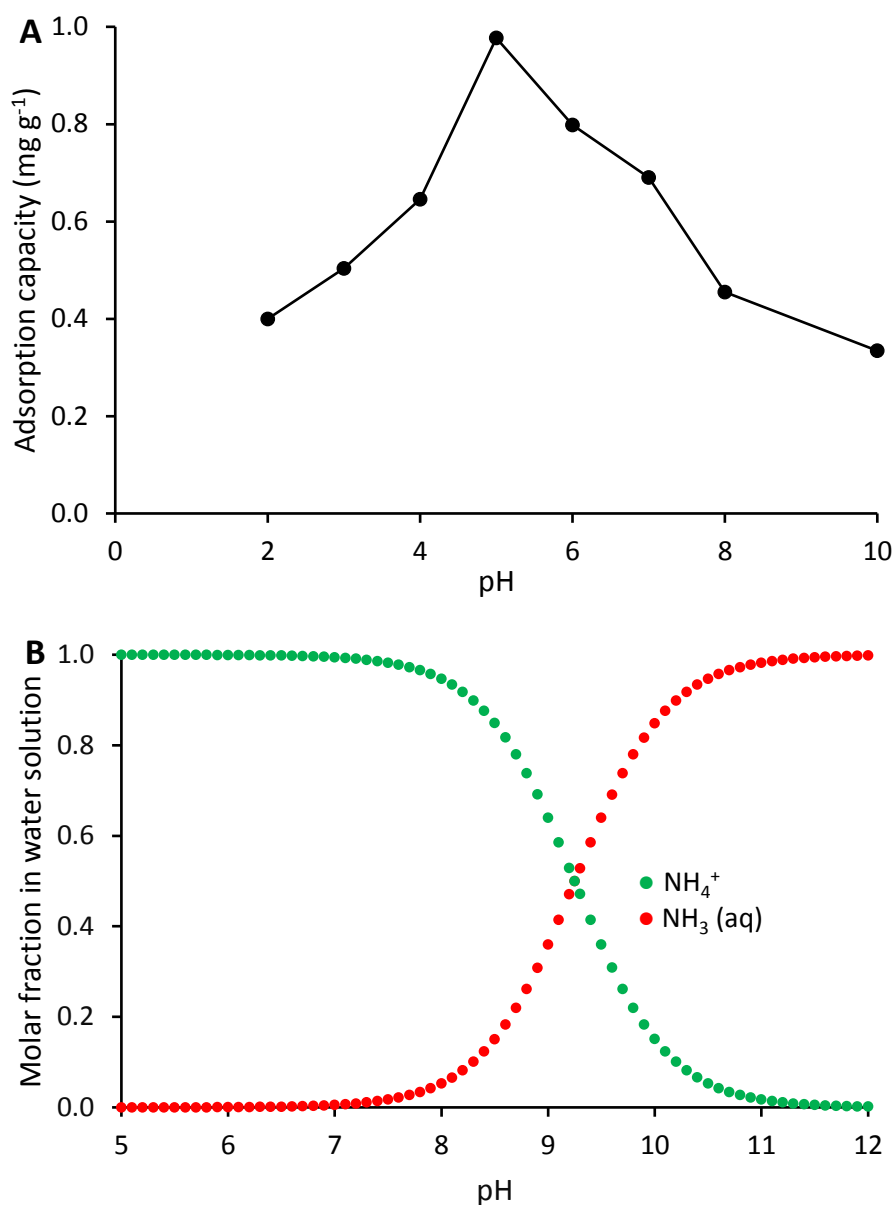 A
Adsorption capacity (mg g⁻¹)
1.0
0.8
0.6
0.4
0.2
0.0
0 2 4 6 8 10
pH
B
Molar fraction in water solution
1.0
0.8
0.6
0.4
0.2
0.0
NH₄⁺
NH₃ (aq)
5 6 7 8 9 10 11 12
pH